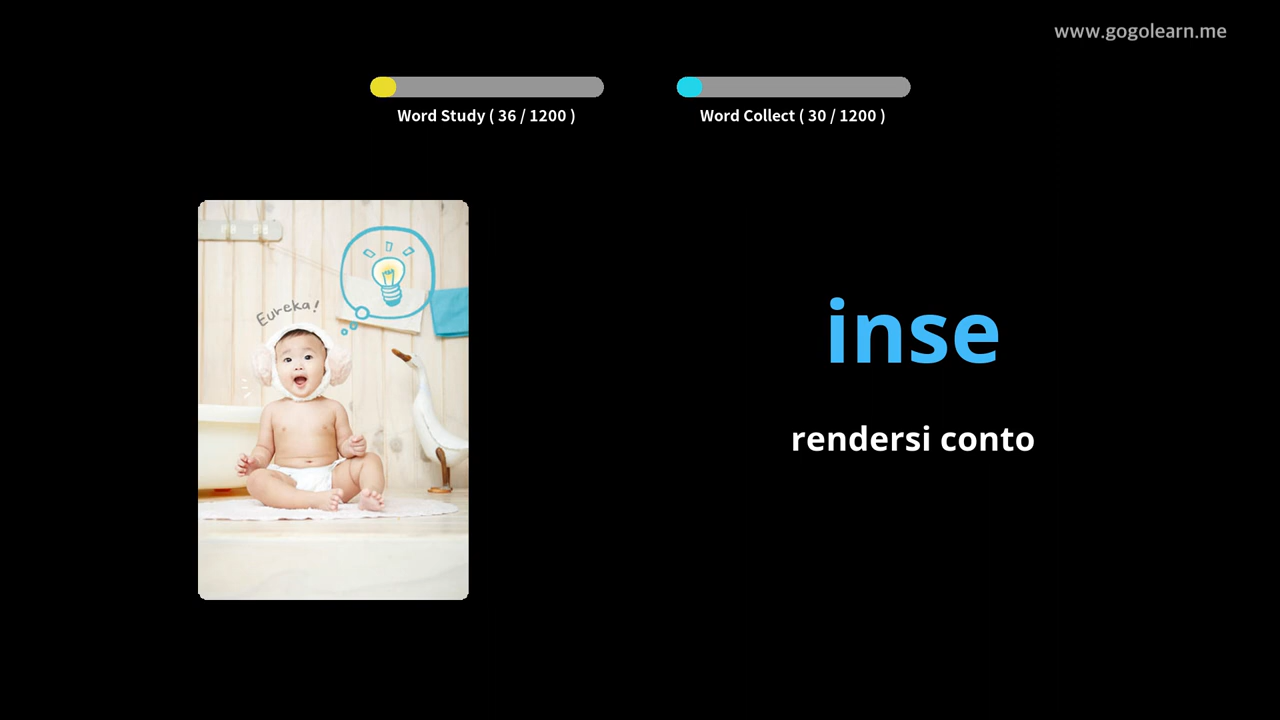 www.gogolearn.me
Word Study ( 36 / 1200 )
Word Collect ( 30 / 1200 )
Eureka!
inse
rendersi conto